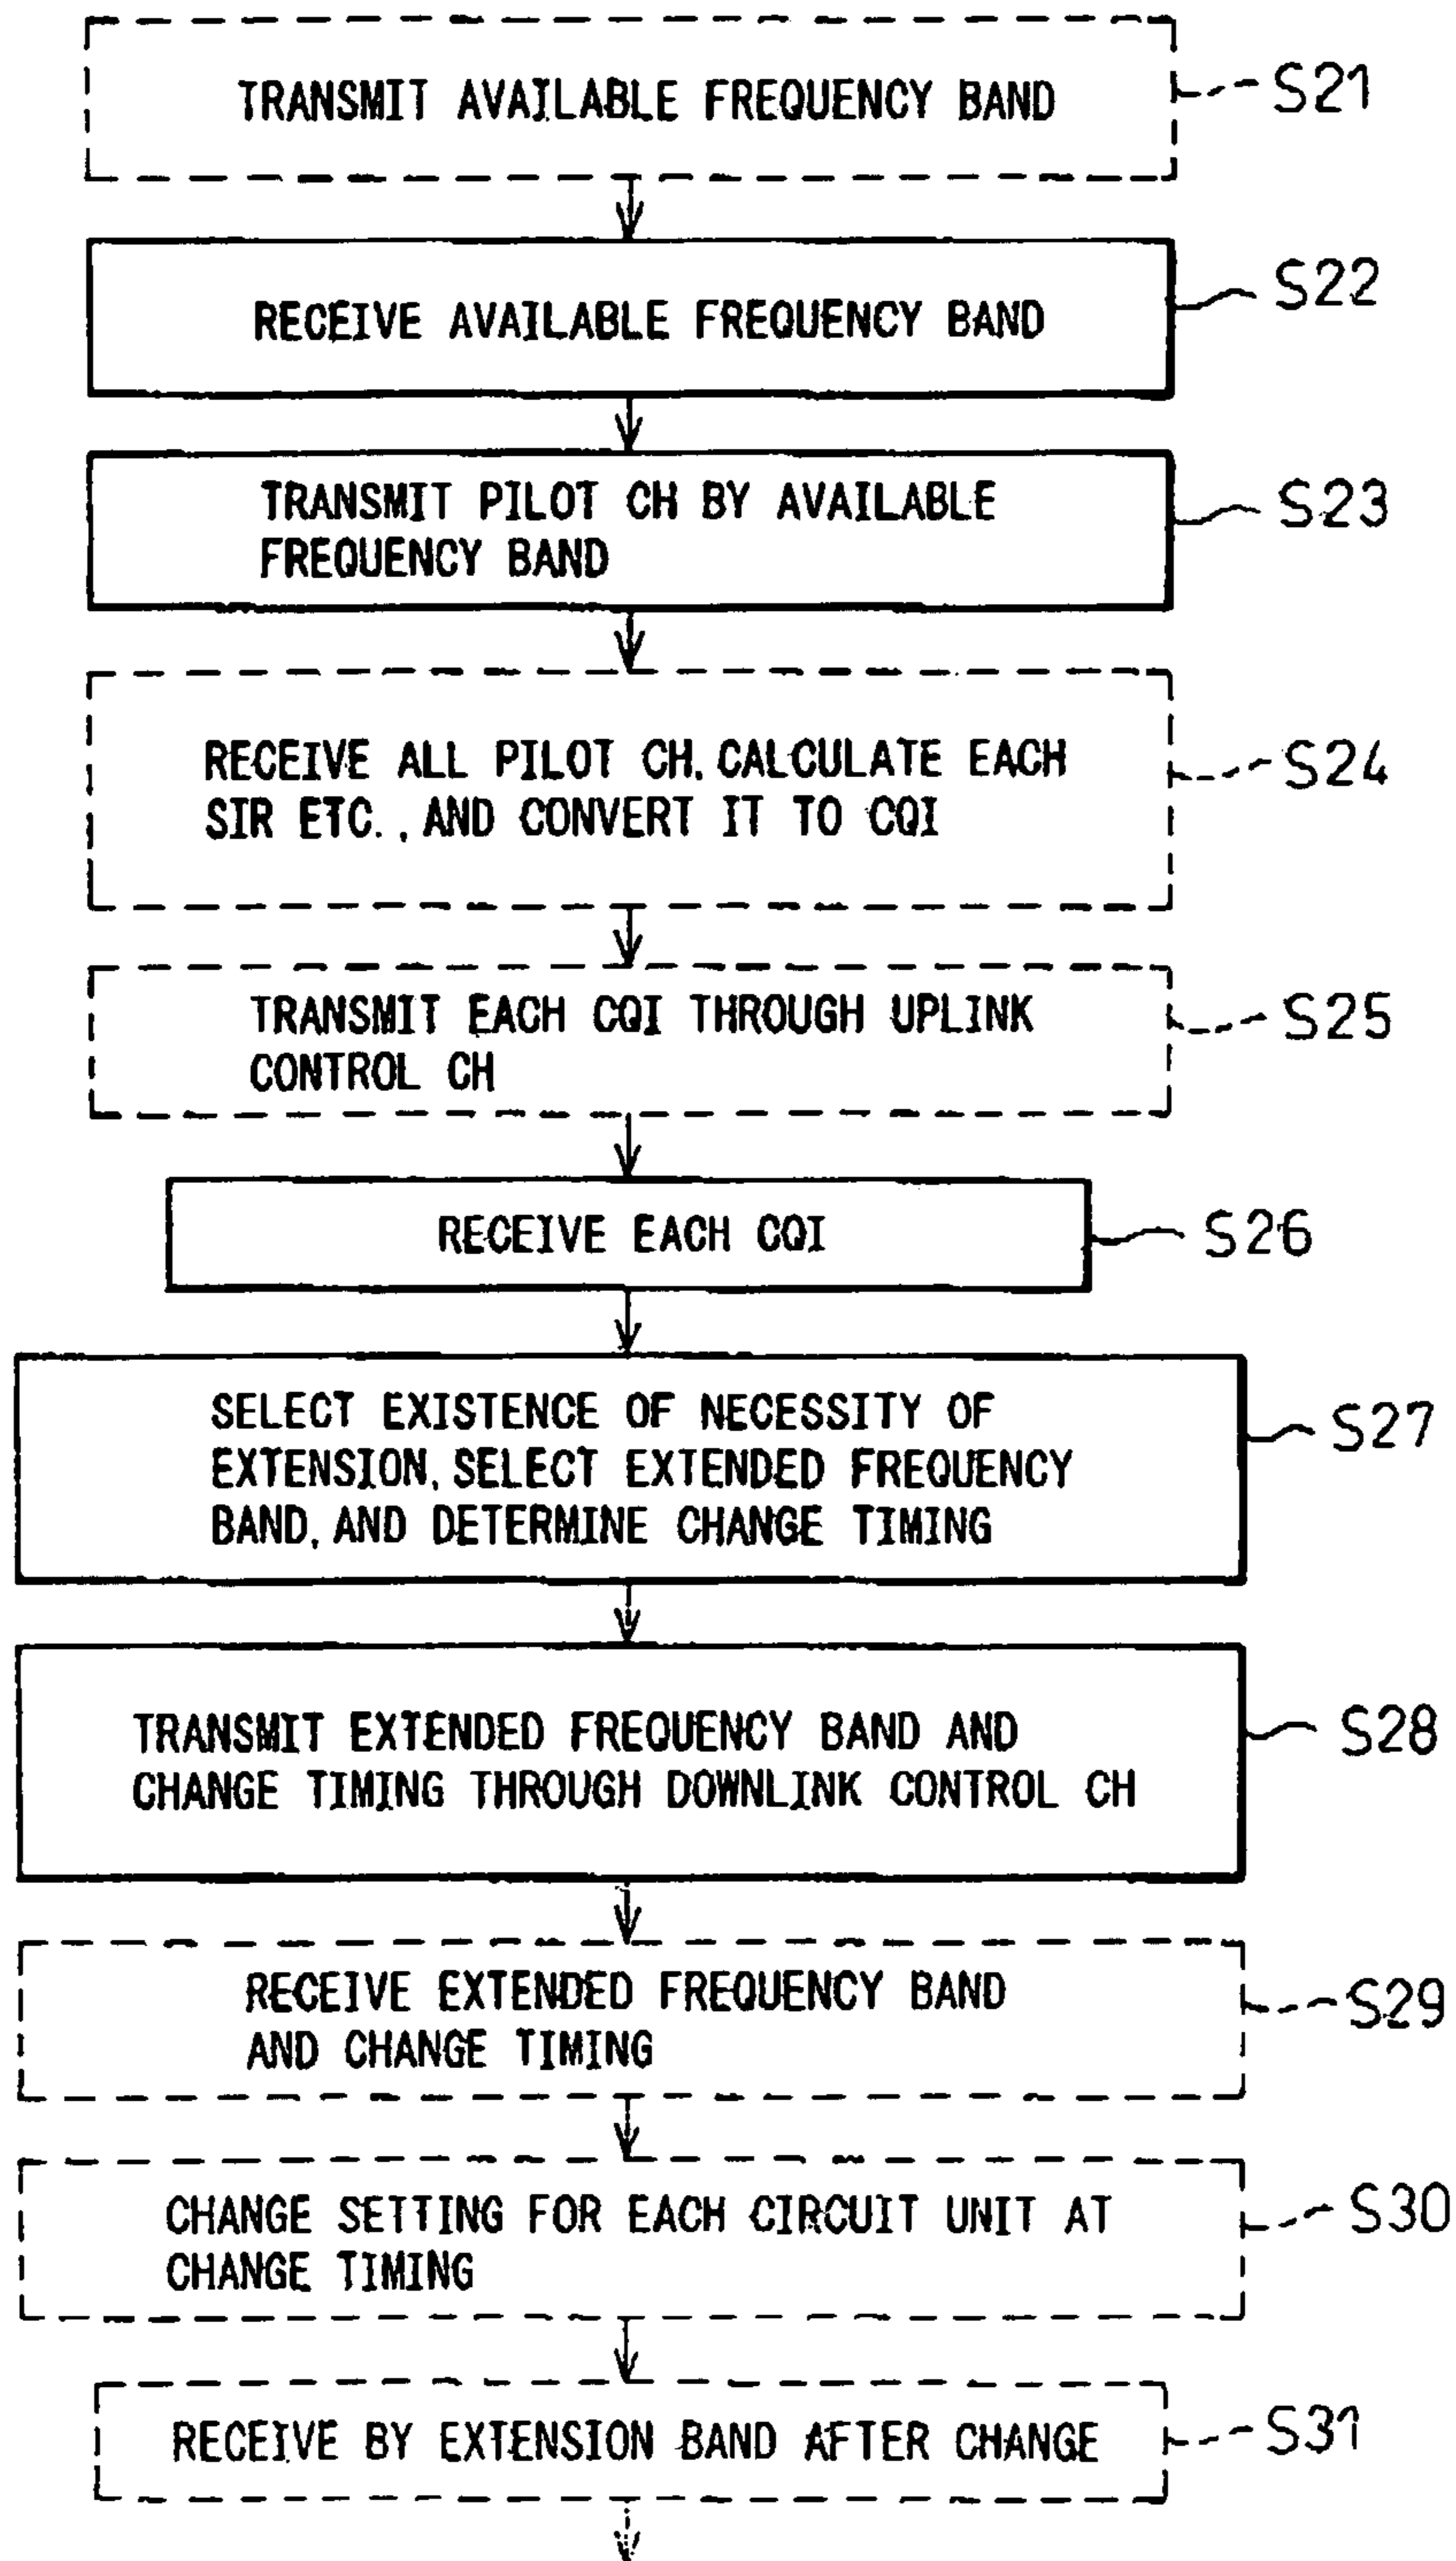 TRANSMIT AVAILABLE FREQUENCY BAND
S21
RECEIVE AVAILABLE FREQUENCY BAND
S22
TRANSMIT PILOT CH BY AVAILABLE
FREQUENCY BAND
S23
RECEIVE ALL PILOT CH, CALCULATE EACH
SIR ETC., AND CONVERT IT TO CQI
S24
TRANSMIT EACH CQI THROUGH UPLINK
CONTROL CH
S25
RECEIVE EACH CQI
S26
SELECT EXISTENCE OF NECESSITY OF
EXTENSION, SELECT EXTENDED FREQUENCY
BAND, AND DETERMINE CHANGE TIMING
S27
TRANSMIT EXTENDED FREQUENCY BAND AND
CHANGE TIMING THROUGH DOWNLINK CONTROL CH
S28
RECEIVE EXTENDED FREQUENCY BAND
AND CHANGE TIMING
S29
CHANGE SETTING FOR EACH CIRCUIT UNIT AT
CHANGE TIMING
S30
RECEIVE BY EXTENSION BAND AFTER CHANGE
S31